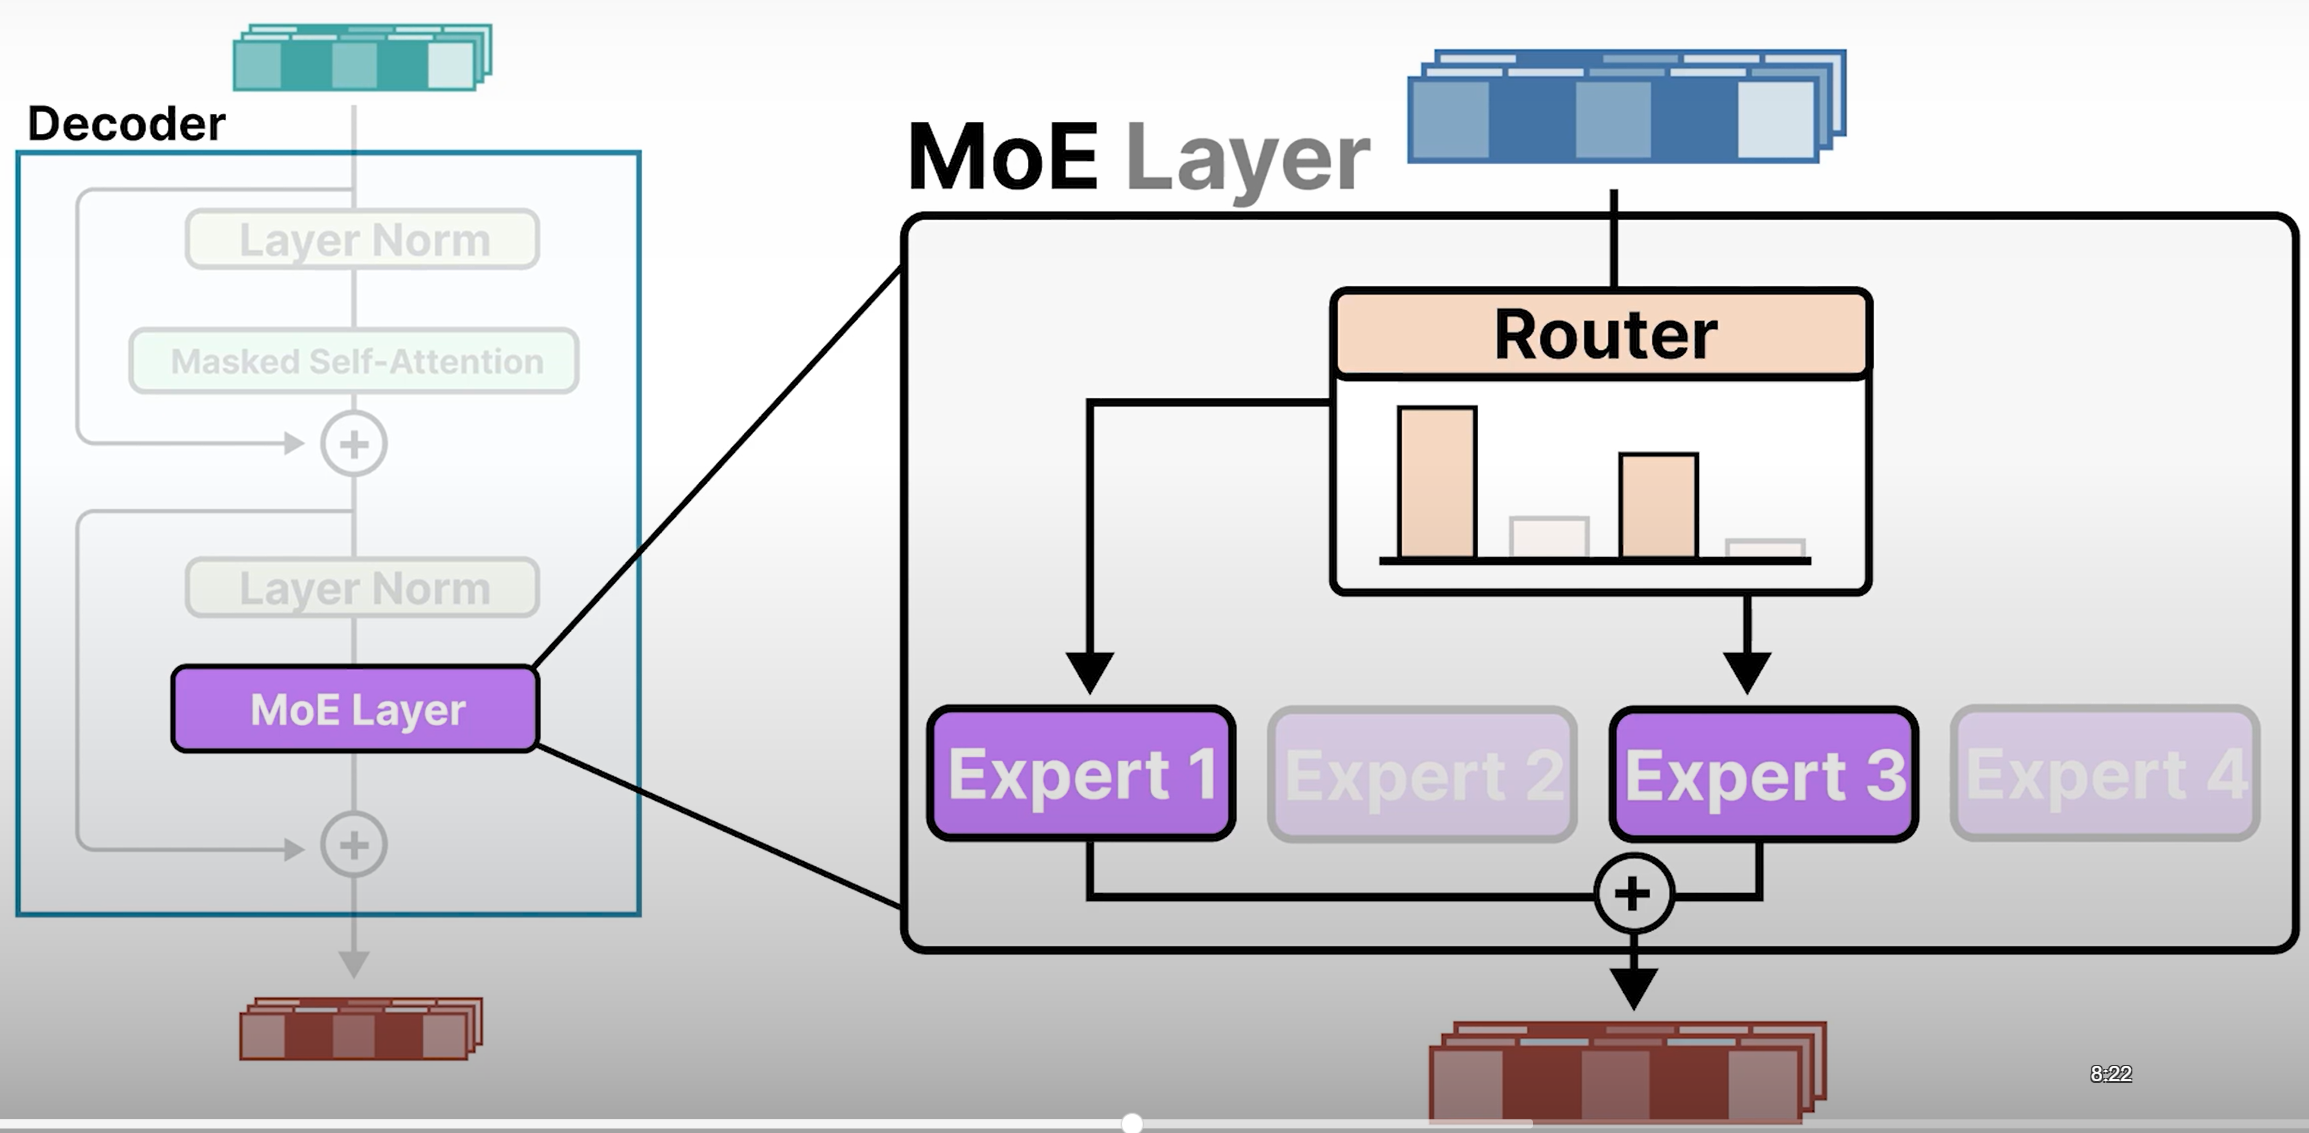 Decoder
Layer Norm
Masked Self-Attention
+
Layer Norm
MoE Layer
+
MoE Layer
Router
Expert 1
Expert 2
Expert 3
Expert 4
+
8:22